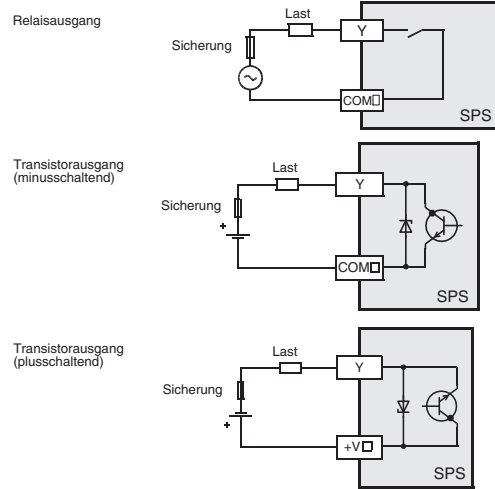 Relaisausgang
Last
Sicherung
Y
COM□
SPS
Transistorausgang
(minusschaltend)
Last
Sicherung
Y
+
COM□
SPS
Transistorausgang
(plusschaltend)
Last
Sicherung
Y
+
+V□
SPS